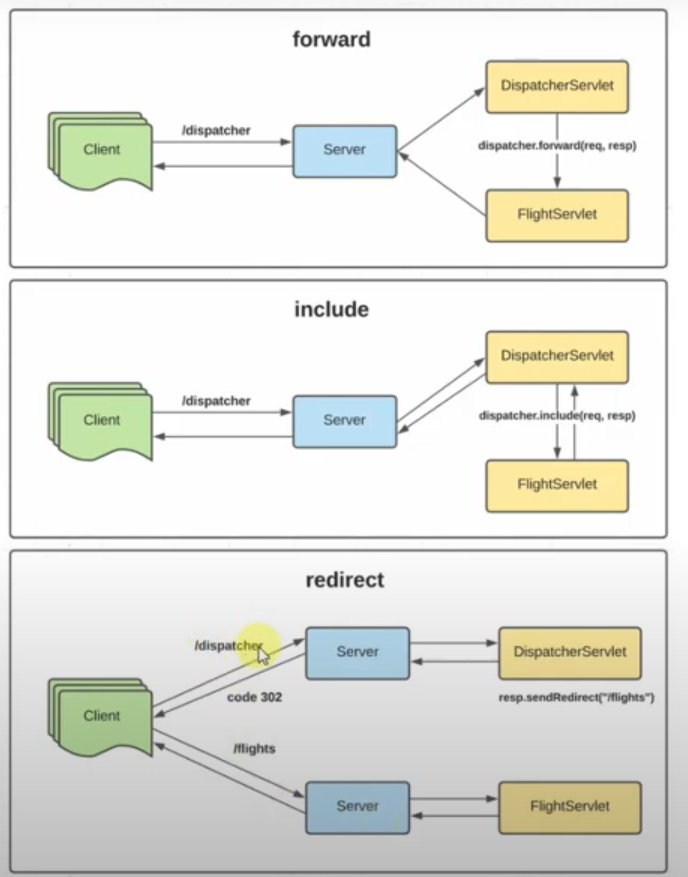 forward
/dispatcher
Client
Server
DispatcherServlet
dispatcher.forward(req, resp)
FlightServlet
include
/dispatcher
Client
Server
DispatcherServlet
dispatcher.include(req, resp)
FlightServlet
redirect
/dispatcher
Server
DispatcherServlet
code 302
resp.sendRedirect("/flights")
Client
/flights
Server
FlightServlet